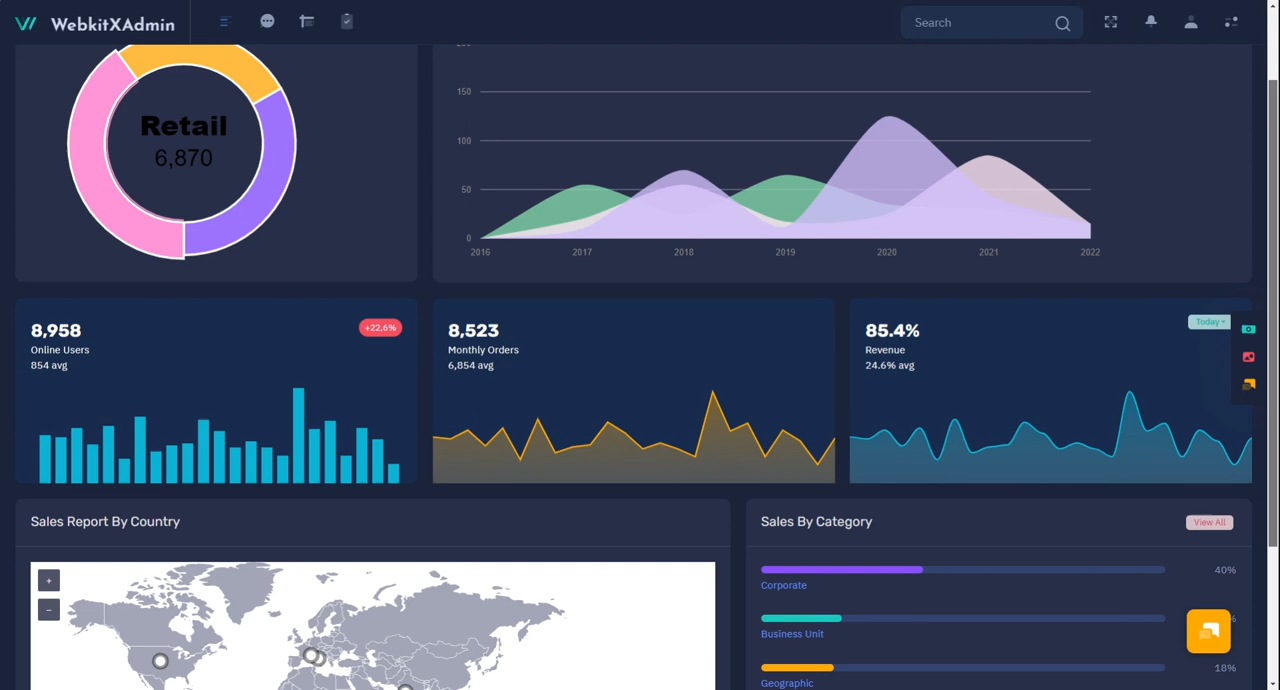 WebkitXAdmin
Search
Retail
6,870
150
100
50
0
2016 2017 2018 2019 2020 2021 2022
8,958
+22,6%
Online Users
854 avg
8,523
Monthly Orders
6,854 avg
85.4%
Today
Revenue
24.6% avg
Sales Report By Country
+
−
Sales By Category
View All
40%
Corporate
%
Business Unit
18%
Geographic